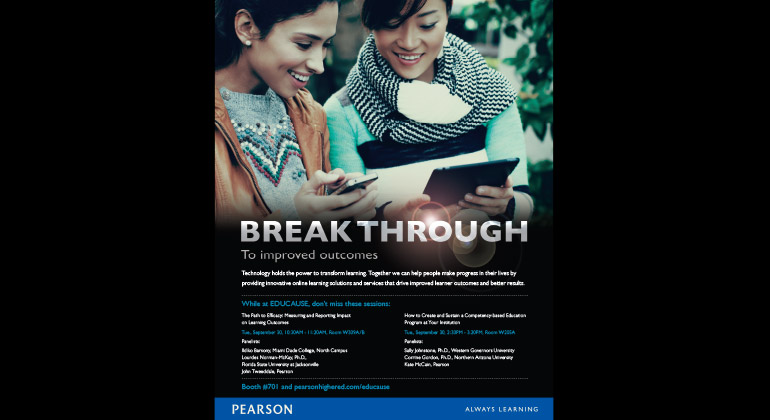 BREAKTHROUGH
To improved outcomes
Technology holds the power to transform learning. Together we can help people make progress in their lives by
providing innovative online learning solutions and services that drive improved learner outcomes and better results.
While at EDUCAUSE, don't miss these sessions:
The Path to Efficacy: Measuring and Reporting Impact
on Learning Outcomes
Tue, September 30, 10:30AM - 11:20AM, Room W309A/B
Panelists:
Ildiko Barsony, Miami Dade College, North Campus
Lourdes Norman-McKay, Ph.D.,
Florida State University at Jacksonville
John Tweeddale, Pearson
How to Create and Sustain a Competency-based Education
Program at Your Institution
Tue, September 30, 2:30PM - 3:20PM, Room W205A
Panelists:
Sally Johnstone, Ph.D., Western Governors University
Corrine Gordon, Ph.D., Northern Arizona University
Kate McCain, Pearson
Booth #701 and pearsonhighered.com/educause
PEARSON
ALWAYS LEARNING